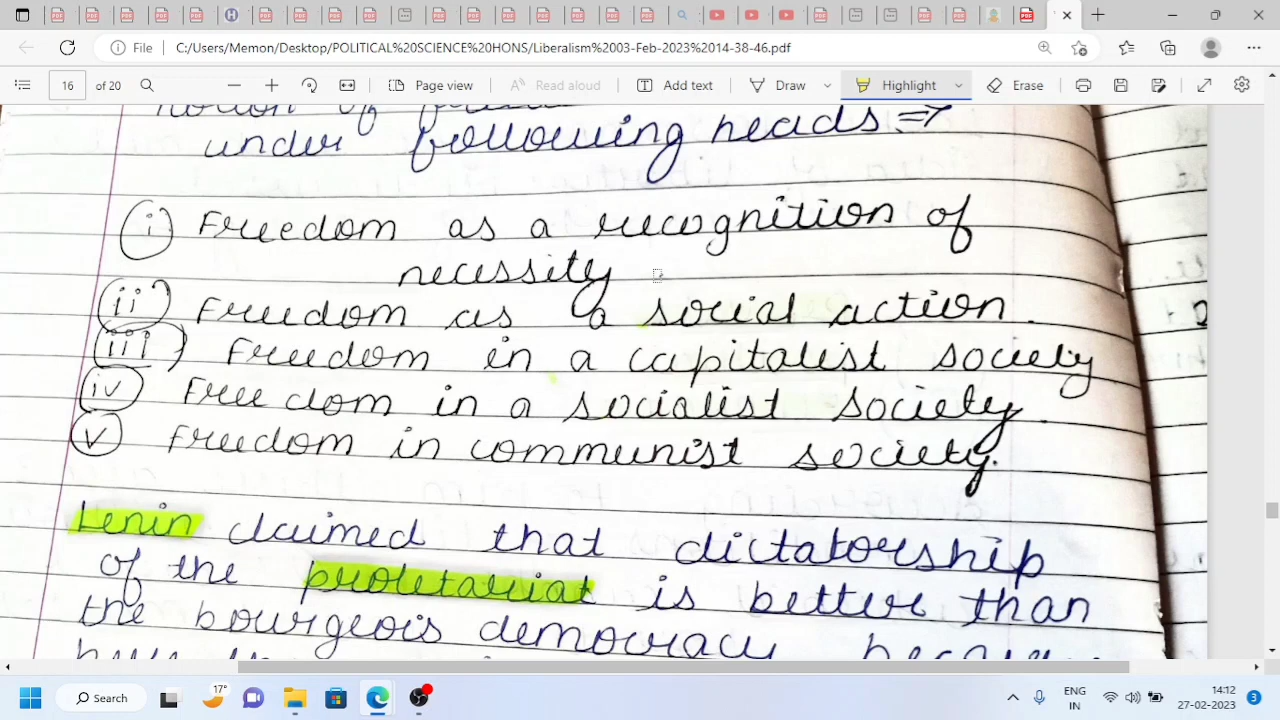 File C:/Users/Memon/Desktop/POLITICAL%20SCIENCE%20HONS/Liberalism%2003-Feb-2023%2014-38-46.pdf
16 of 20 Page view Read aloud Add text Draw Highlight Erase
under following heads =>
i) Freedom as a recognition of
necessity
ii) Freedom as a social action.
iii) Freedom in a capitalist society
iv) Freedom in a socialist society.
v) Freedom in communist society.
Lenin claimed that dictatorship
of the proletariat is better than
the bourgeois democracy because
Search 17° ENG 14:12
IN 27-02-2023 3